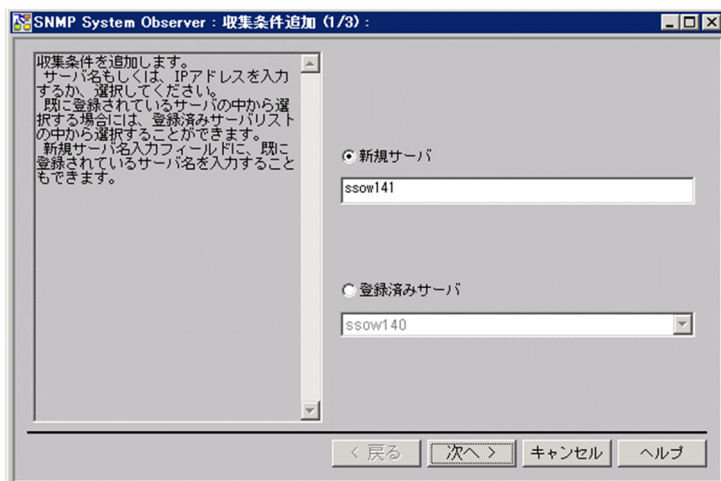 SNMP System Observer : 収集条件追加 (1/3) :
収集条件を追加します。
サーバ名もしくは、IPアドレスを入力
するか、選択してください。
既に登録されているサーバの中から選
択する場合には、登録済みサーバリスト
の中から選択することができます。
新規サーバ名入力フィールドに、既に
登録されているサーバ名を入力すること
もできます。
新規サーバ
ssow141
登録済みサーバ
ssow140
< 戻る
次へ >
キャンセル
ヘルプ